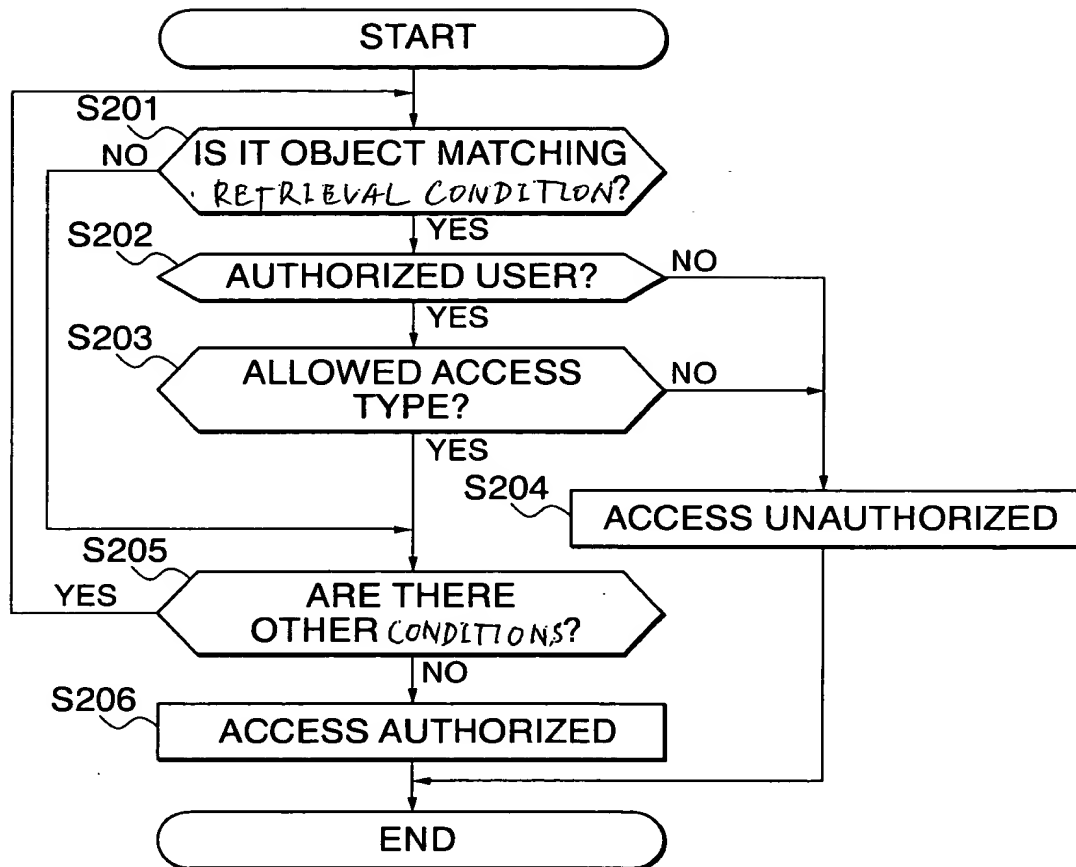 START
S201
NO
IS IT OBJECT MATCHING
RETRIEVAL CONDITION?
YES
S202
AUTHORIZED USER?
NO
YES
S203
ALLOWED ACCESS
TYPE?
NO
YES
S204
ACCESS UNAUTHORIZED
S205
YES
ARE THERE
OTHER CONDITIONS?
NO
S206
ACCESS AUTHORIZED
END